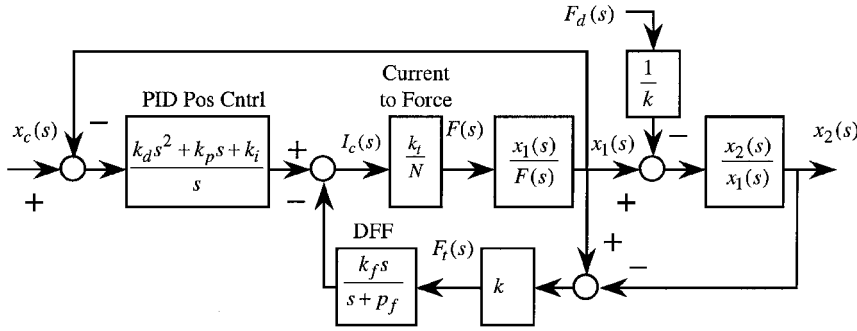 F_d(s)
1
k
Current
to Force
PID Pos Cntrl
x_c(s)
−
+
k_d s² + k_p s + k_i
s
+
−
I_c(s)
k_t
N
F(s)
x_1(s)
F(s)
x_1(s)
−
+
x_2(s)
x_1(s)
x_2(s)
DFF
k_f s
s + p_f
F_t(s)
k
+
−